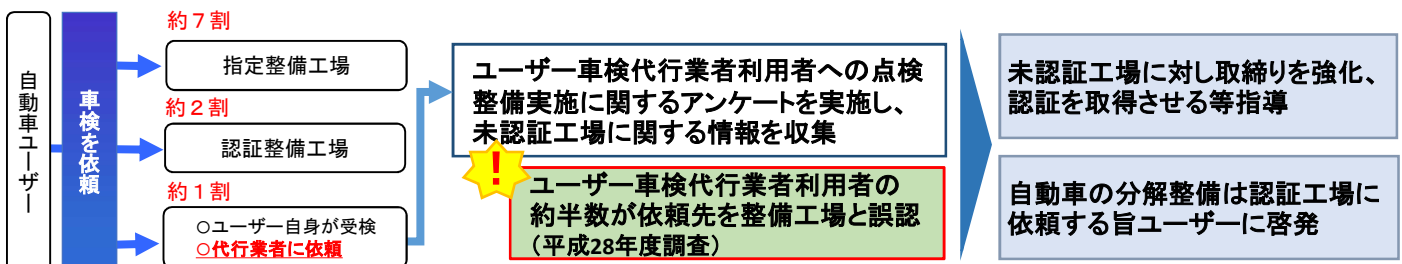 自動車ユーザー
車検を依頼
約７割
指定整備工場
約２割
認証整備工場
約１割
○ユーザー自身が受検
○代行業者に依頼
ユーザー車検代行業者利用者への点検
整備実施に関するアンケートを実施し、
未認証工場に関する情報を収集
!
ユーザー車検代行業者利用者の
約半数が依頼先を整備工場と誤認
（平成28年度調査）
未認証工場に対し取締りを強化、
認証を取得させる等指導
自動車の分解整備は認証工場に
依頼する旨ユーザーに啓発